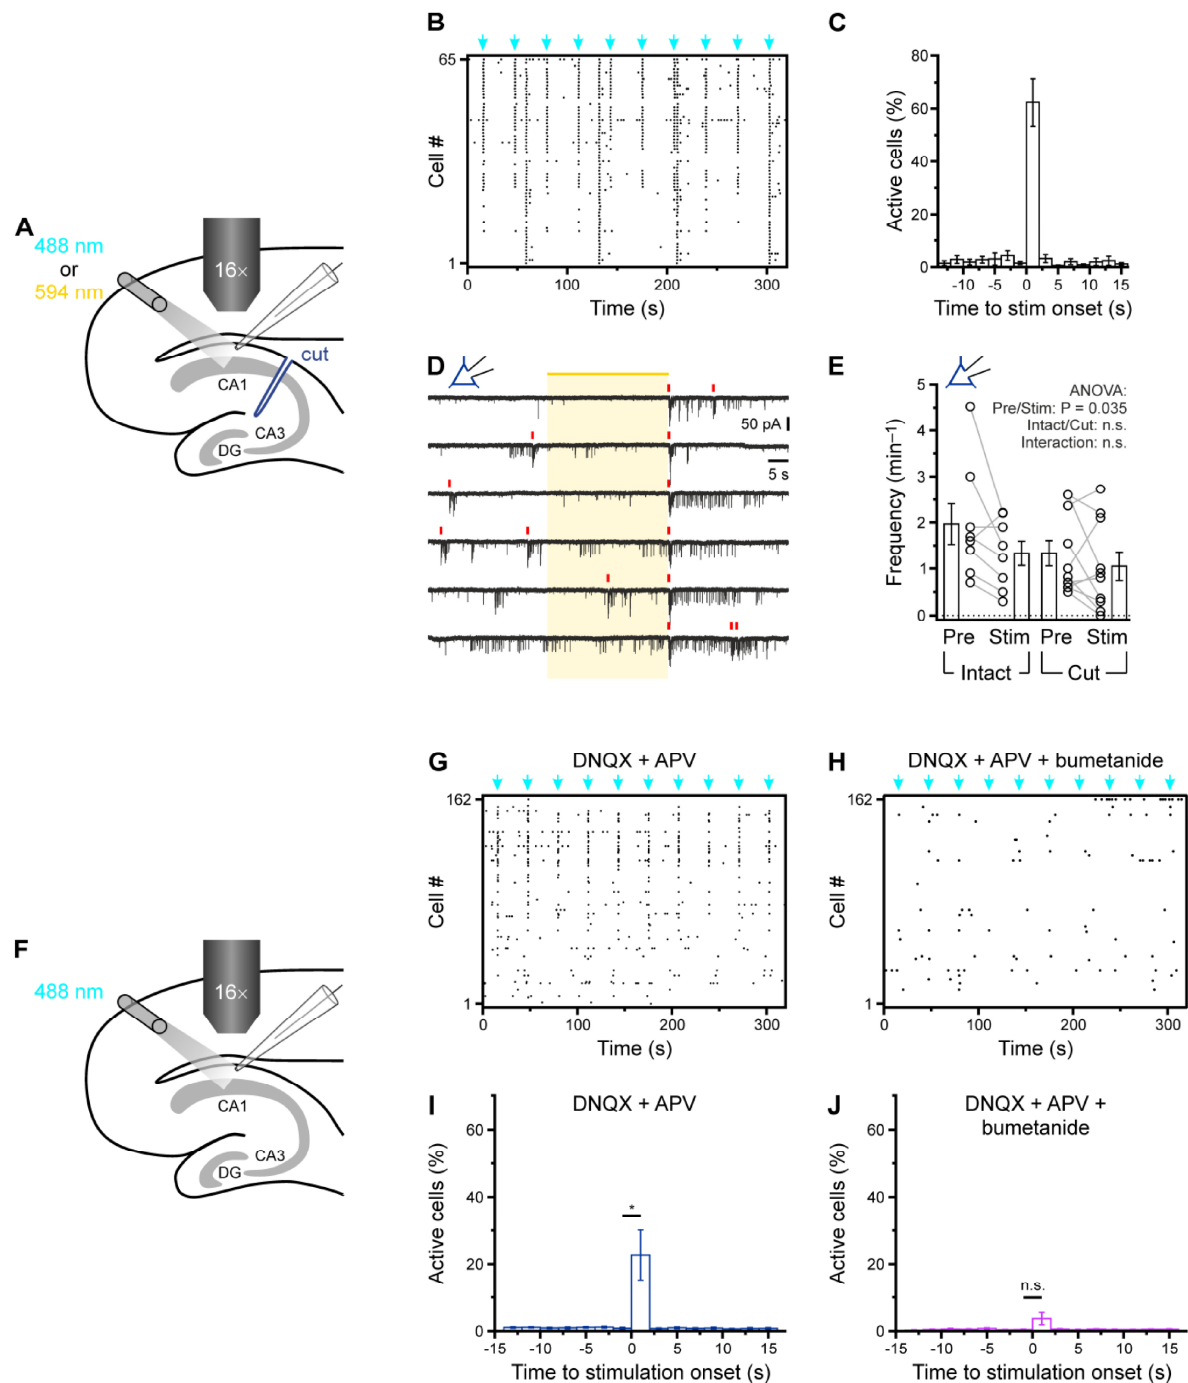 A
488 nm
or
594 nm
16×
cut
CA1
CA3
DG
B
65
Cell #
1
0
100
200
300
Time (s)
C
80
60
40
20
0
Active cells (%)
-10
-5
0
5
10
15
Time to stim onset (s)
D
50 pA
5 s
E
ANOVA:
Pre/Stim: P = 0.035
Intact/Cut: n.s.
Interaction: n.s.
5
4
3
2
1
0
Frequency (min⁻¹)
Pre
Stim
Pre
Stim
Intact
Cut
F
488 nm
16×
CA1
CA3
DG
G
DNQX + APV
162
Cell #
1
0
100
200
300
Time (s)
H
DNQX + APV + bumetanide
162
Cell #
1
0
100
200
300
Time (s)
I
DNQX + APV
60
40
20
0
Active cells (%)
*
-15
-10
-5
0
5
10
15
Time to stimulation onset (s)
J
DNQX + APV +
bumetanide
60
40
20
0
Active cells (%)
n.s.
-15
-10
-5
0
5
10
15
Time to stimulation onset (s)